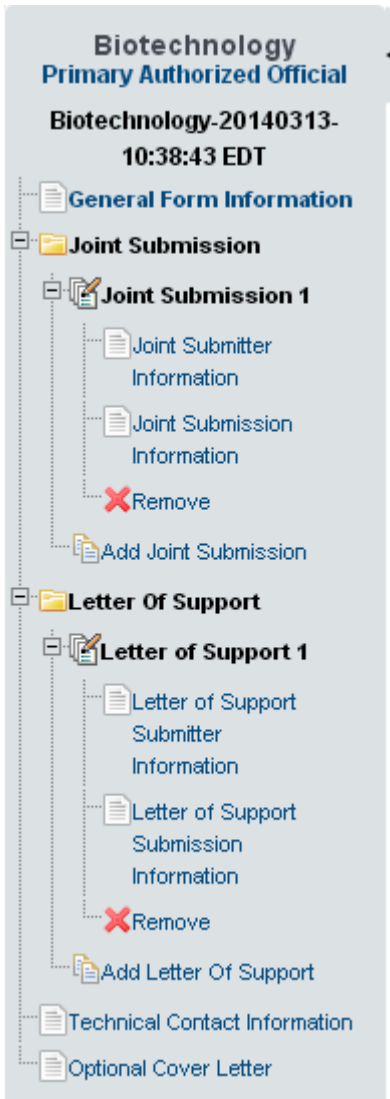 Biotechnology
Primary Authorized Official
Biotechnology-20140313-
10:38:43 EDT
General Form Information
Joint Submission
Joint Submission 1
Joint Submitter
Information
Joint Submission
Information
Remove
Add Joint Submission
Letter Of Support
Letter of Support 1
Letter of Support
Submitter
Information
Letter of Support
Submission
Information
Remove
Add Letter Of Support
Technical Contact Information
Optional Cover Letter